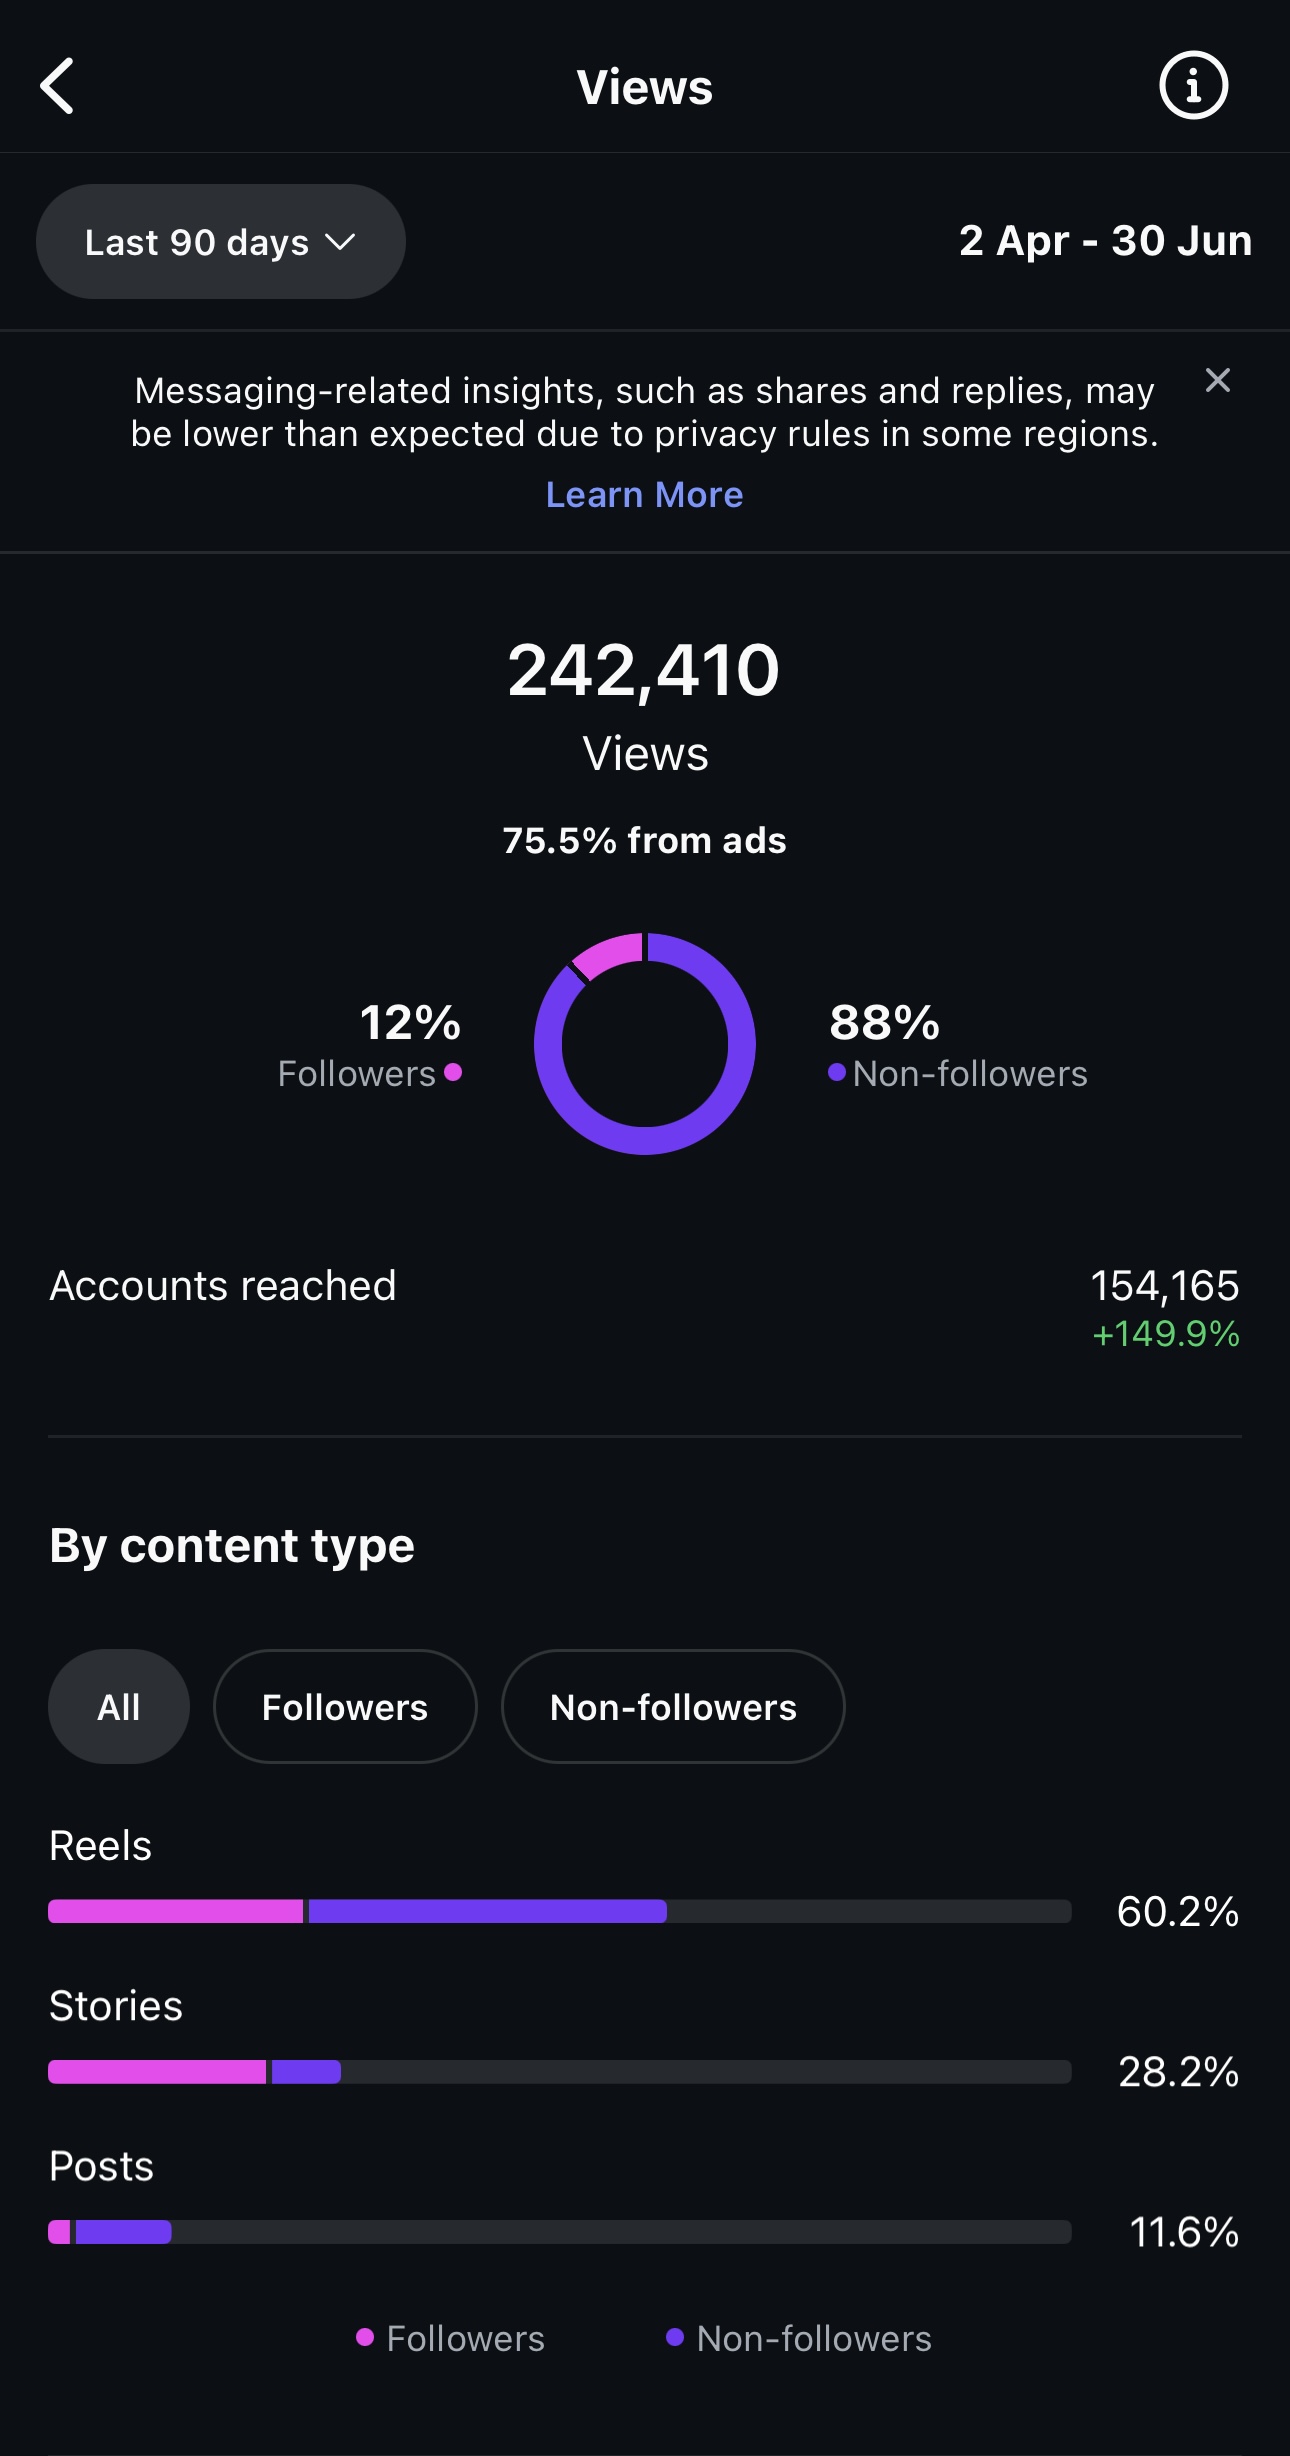 Views
Last 90 days
2 Apr - 30 Jun
Messaging-related insights, such as shares and replies, may
be lower than expected due to privacy rules in some regions.
Learn More
242,410
Views
75.5% from ads
12%
Followers
88%
Non-followers
Accounts reached
154,165
+149.9%
By content type
All
Followers
Non-followers
Reels
60.2%
Stories
28.2%
Posts
11.6%
Followers
Non-followers